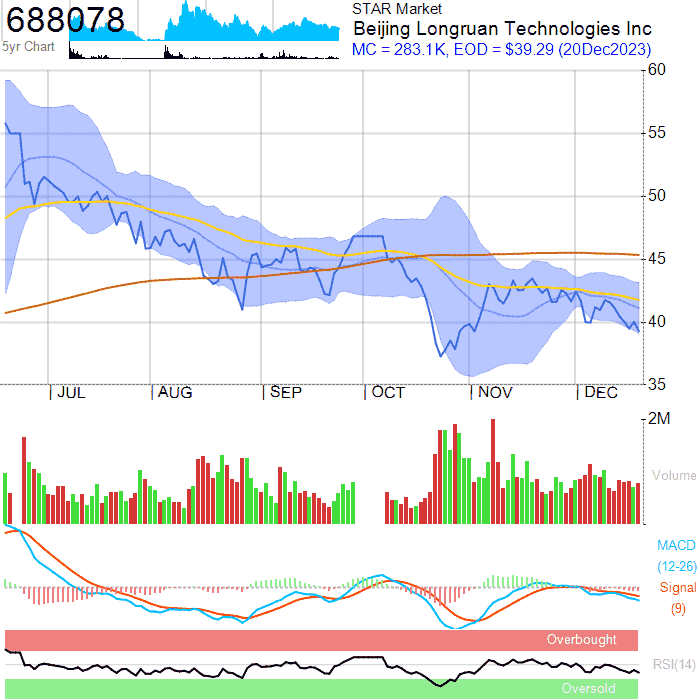 688078
5yr Chart
STAR Market
Beijing Longruan Technologies Inc
MC = 283.1K, EOD = $39.29 (20Dec2023)
60
55
50
45
40
35
JUL AUG SEP OCT NOV DEC
2M
Volume
MACD
(12-26)
Signal
(9)
Overbought
RSI(14)
Oversold